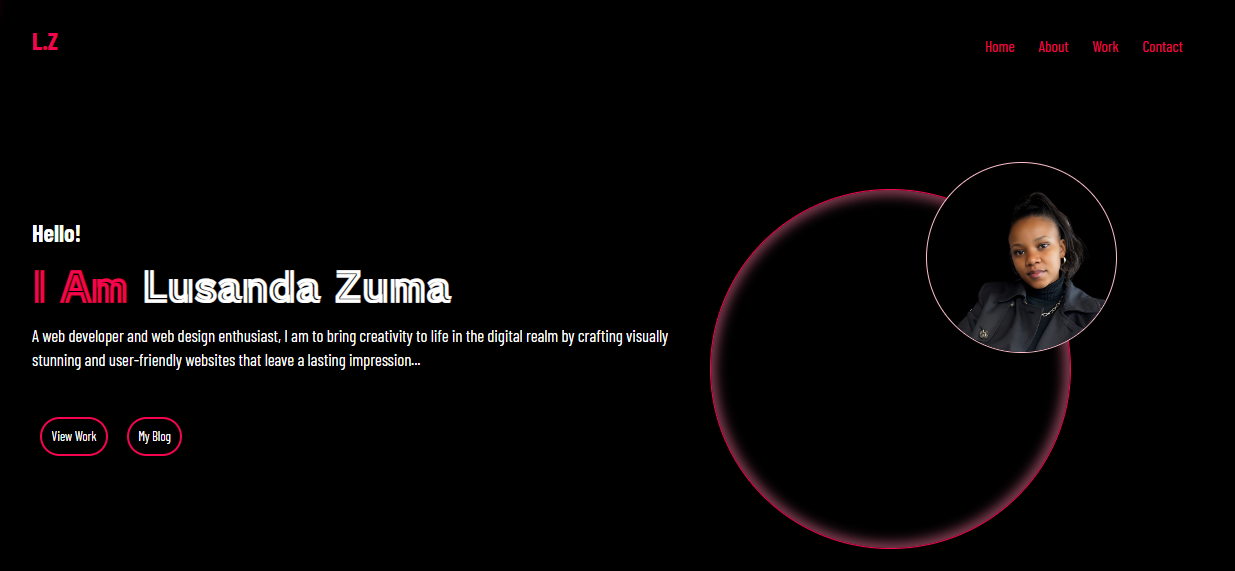 L.Z
Home About Work Contact
Hello!
I Am Lusanda Zuma
A web developer and web design enthusiast, I am to bring creativity to life in the digital realm by crafting visually
stunning and user-friendly websites that leave a lasting impression...
View Work My Blog